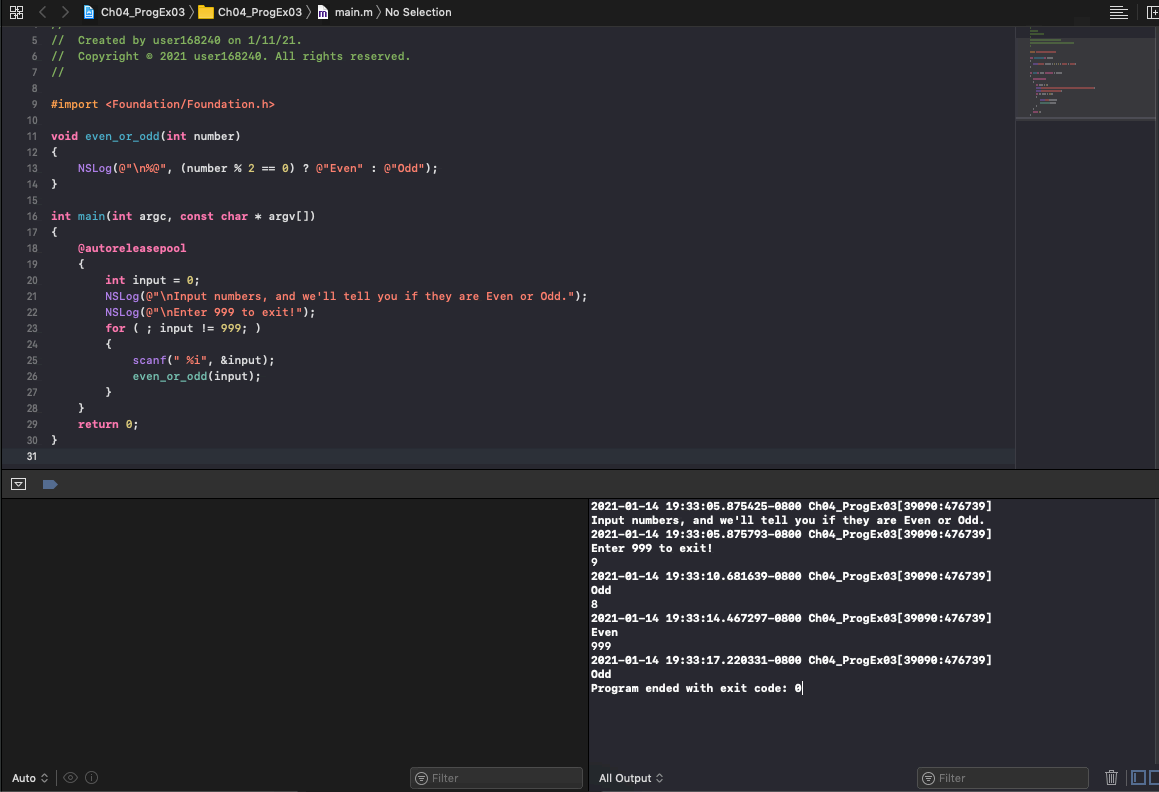 Ch04_ProgEx03 Ch04_ProgEx03 main.m No Selection
5 // Created by user168240 on 1/11/21.
6 // Copyright © 2021 user168240. All rights reserved.
7 //
8
9 #import <Foundation/Foundation.h>
10
11 void even_or_odd(int number)
12 {
13 NSLog(@"\n%@", (number % 2 == 0) ? @"Even" : @"Odd");
14 }
15
16 int main(int argc, const char * argv[])
17 {
18 @autoreleasepool
19 {
20 int input = 0;
21 NSLog(@"\nInput numbers, and we'll tell you if they are Even or Odd.");
22 NSLog(@"\nEnter 999 to exit!");
23 for ( ; input != 999; )
24 {
25 scanf(" %i", &input);
26 even_or_odd(input);
27 }
28 }
29 return 0;
30 }
31
2021-01-14 19:33:05.875425-0800 Ch04_ProgEx03[39090:476739]
Input numbers, and we'll tell you if they are Even or Odd.
2021-01-14 19:33:05.875793-0800 Ch04_ProgEx03[39090:476739]
Enter 999 to exit!
9
2021-01-14 19:33:10.681639-0800 Ch04_ProgEx03[39090:476739]
Odd
8
2021-01-14 19:33:14.467297-0800 Ch04_ProgEx03[39090:476739]
Even
999
2021-01-14 19:33:17.220331-0800 Ch04_ProgEx03[39090:476739]
Odd
Program ended with exit code: 0
Auto Filter All Output Filter